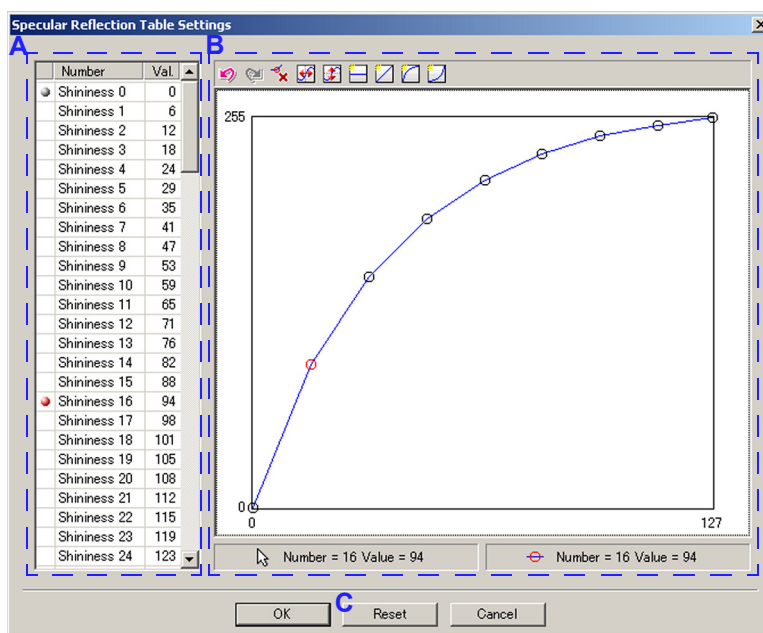 Specular Reflection Table Settings
A
B
Number Val.
Shininess 0 0
Shininess 1 6
Shininess 2 12
Shininess 3 18
Shininess 4 24
Shininess 5 29
Shininess 6 35
Shininess 7 41
Shininess 8 47
Shininess 9 53
Shininess 10 59
Shininess 11 65
Shininess 12 71
Shininess 13 76
Shininess 14 82
Shininess 15 88
Shininess 16 94
Shininess 17 98
Shininess 18 101
Shininess 19 105
Shininess 20 108
Shininess 21 112
Shininess 22 115
Shininess 23 119
Shininess 24 123
255
0
0 127
Number = 16 Value = 94
Number = 16 Value = 94
C
OK Reset Cancel